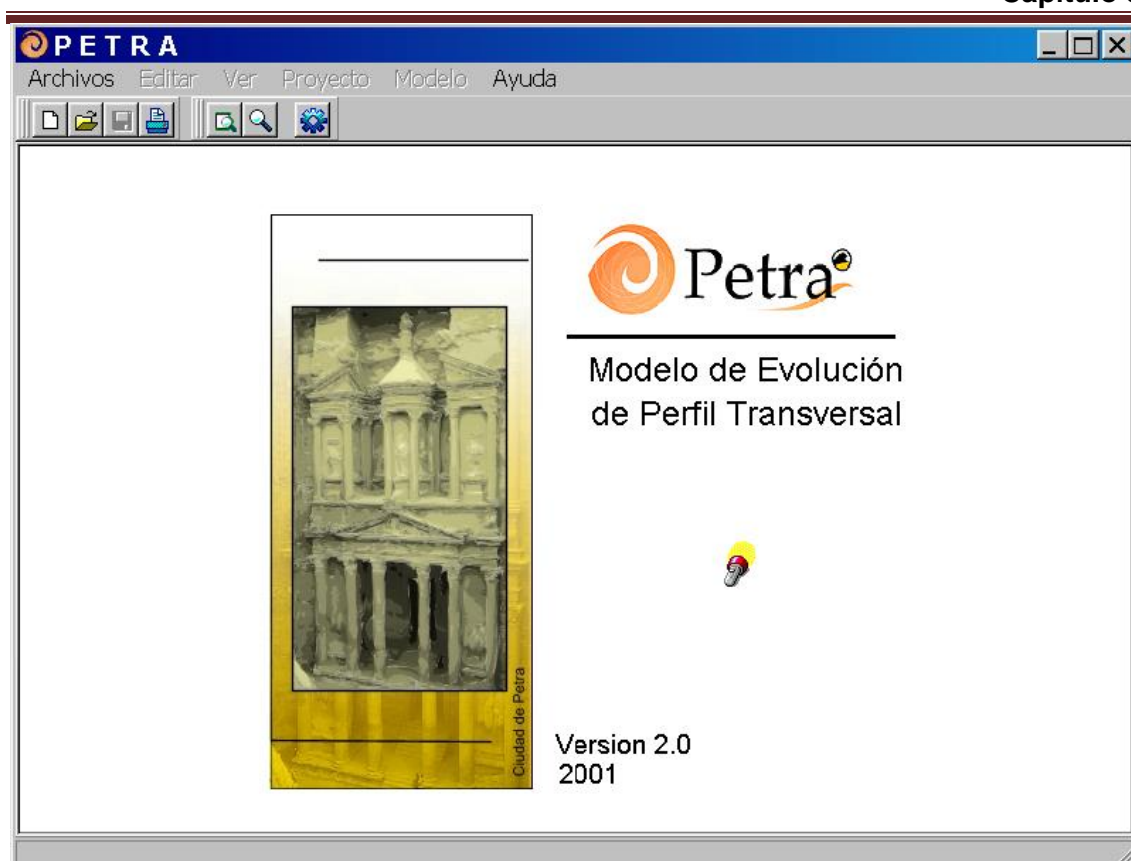 PETRA
Archivos Editar Ver Proyecto Modelo Ayuda
Petra
Modelo de Evolución
de Perfil Transversal
Ciudad de Petra
Version 2.0
2001